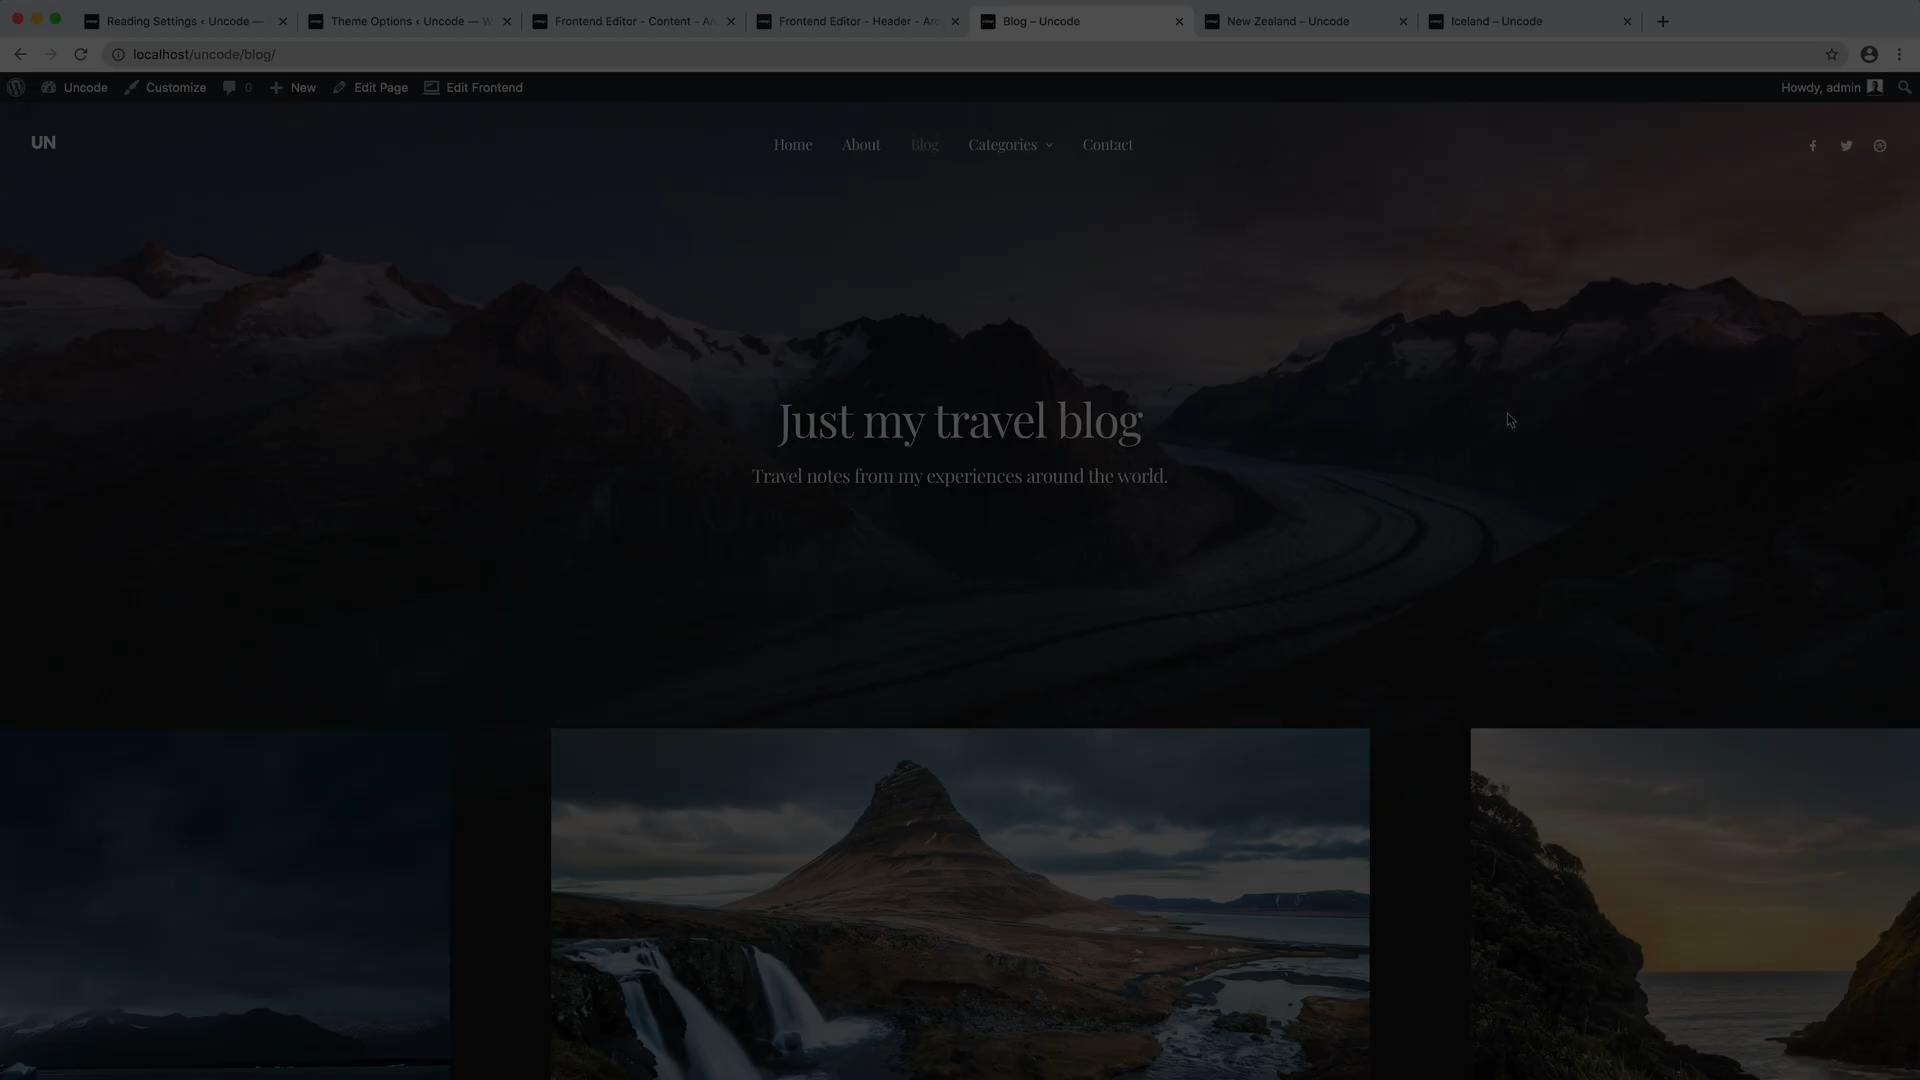 Reading Settings ‹ Uncode —
Theme Options ‹ Uncode — W
Frontend Editor - Content - Ar
Frontend Editor - Header - Arc
Blog – Uncode
New Zealand – Uncode
Iceland – Uncode
localhost/uncode/blog/
Uncode
Customize
0
New
Edit Page
Edit Frontend
Howdy, admin
UN
Home
About
Blog
Categories
Contact
Just my travel blog
Travel notes from my experiences around the world.